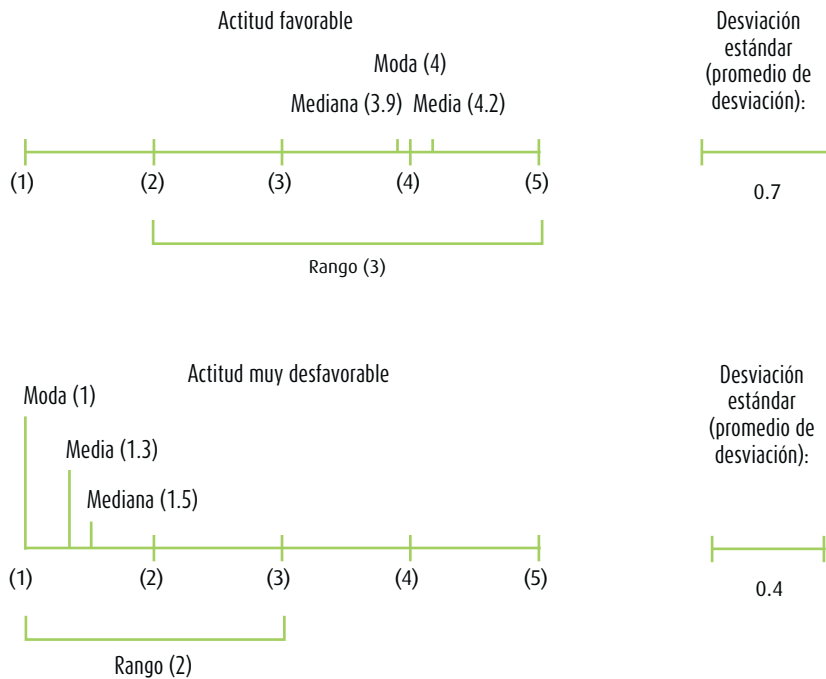 Actitud favorable
Desviación
estándar
(promedio de
desviación):
Moda (4)
Mediana (3.9) Media (4.2)
(1) (2) (3) (4) (5)
0.7
Rango (3)
Actitud muy desfavorable
Desviación
estándar
(promedio de
desviación):
Moda (1)
Media (1.3)
Mediana (1.5)
(1) (2) (3) (4) (5)
0.4
Rango (2)